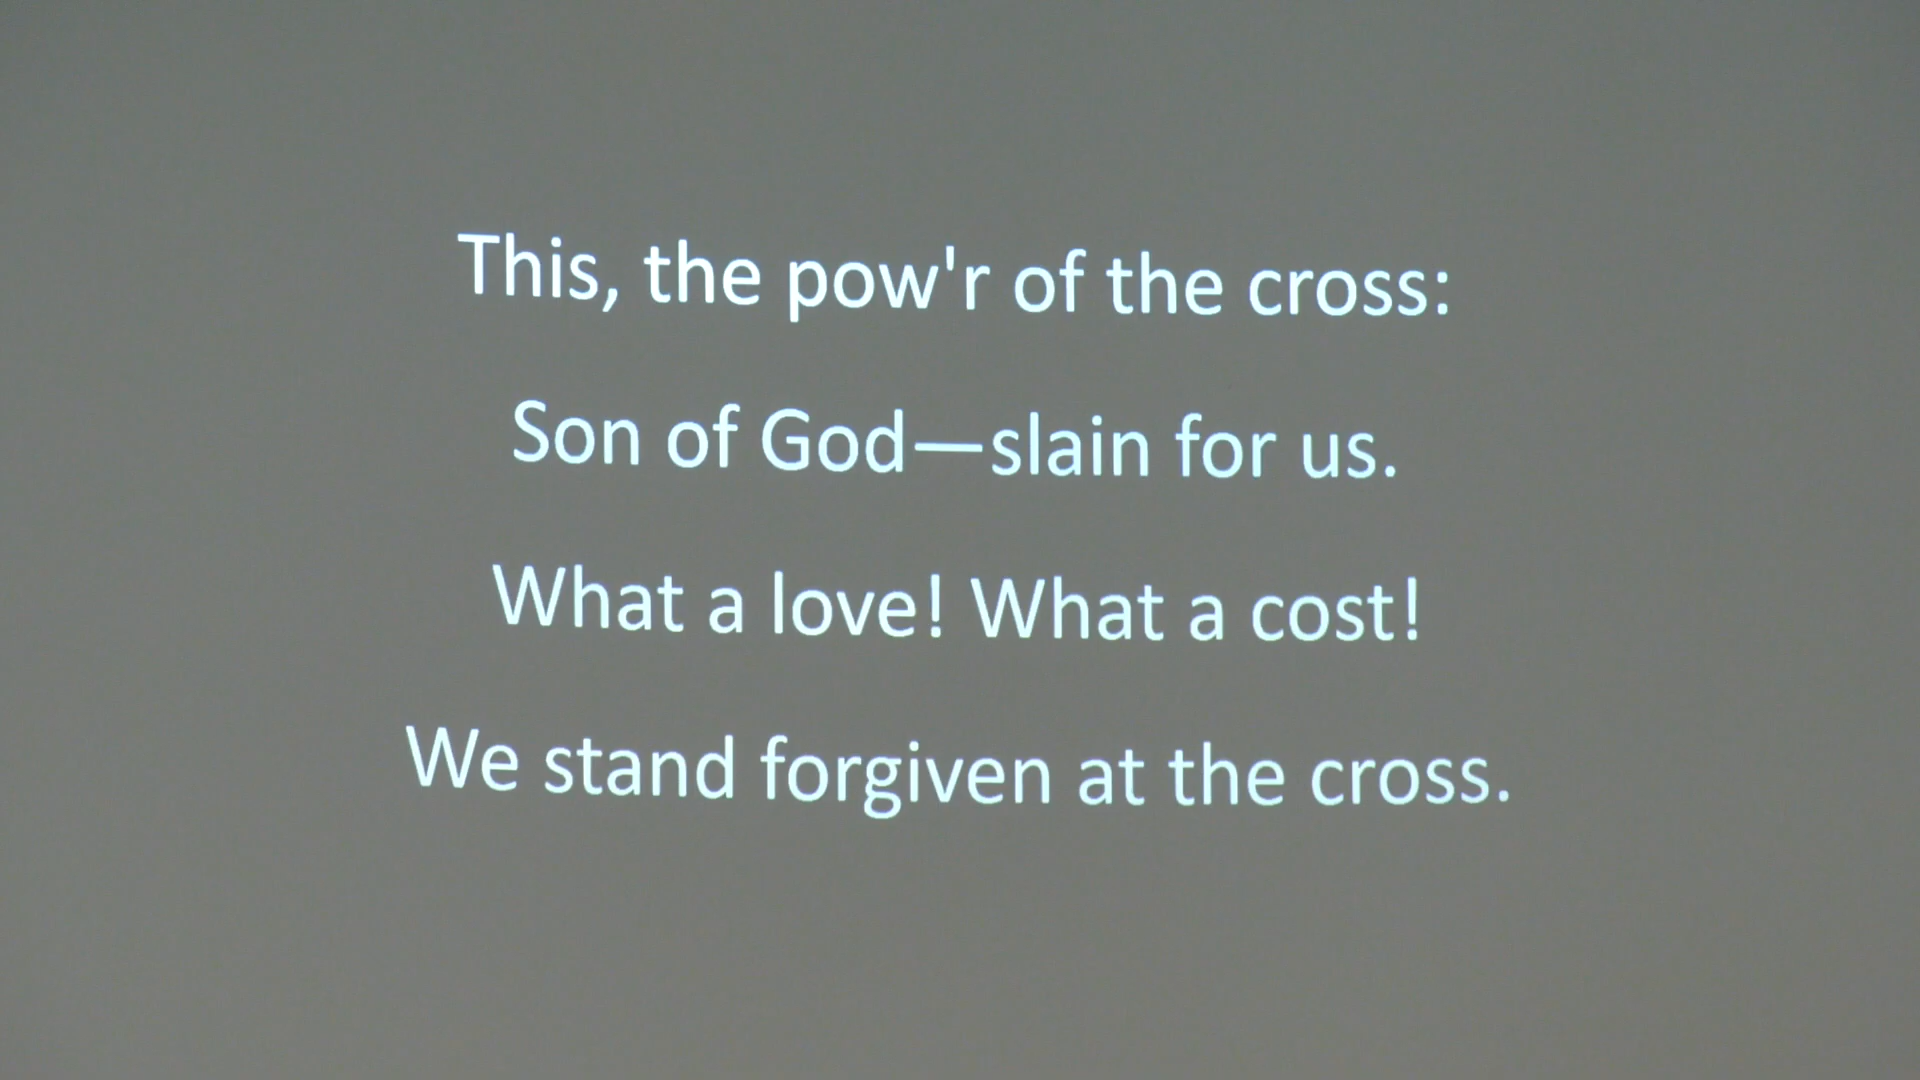 This, the pow'r of the cross:
Son of God—slain for us.
What a love! What a cost!
We stand forgiven at the cross.